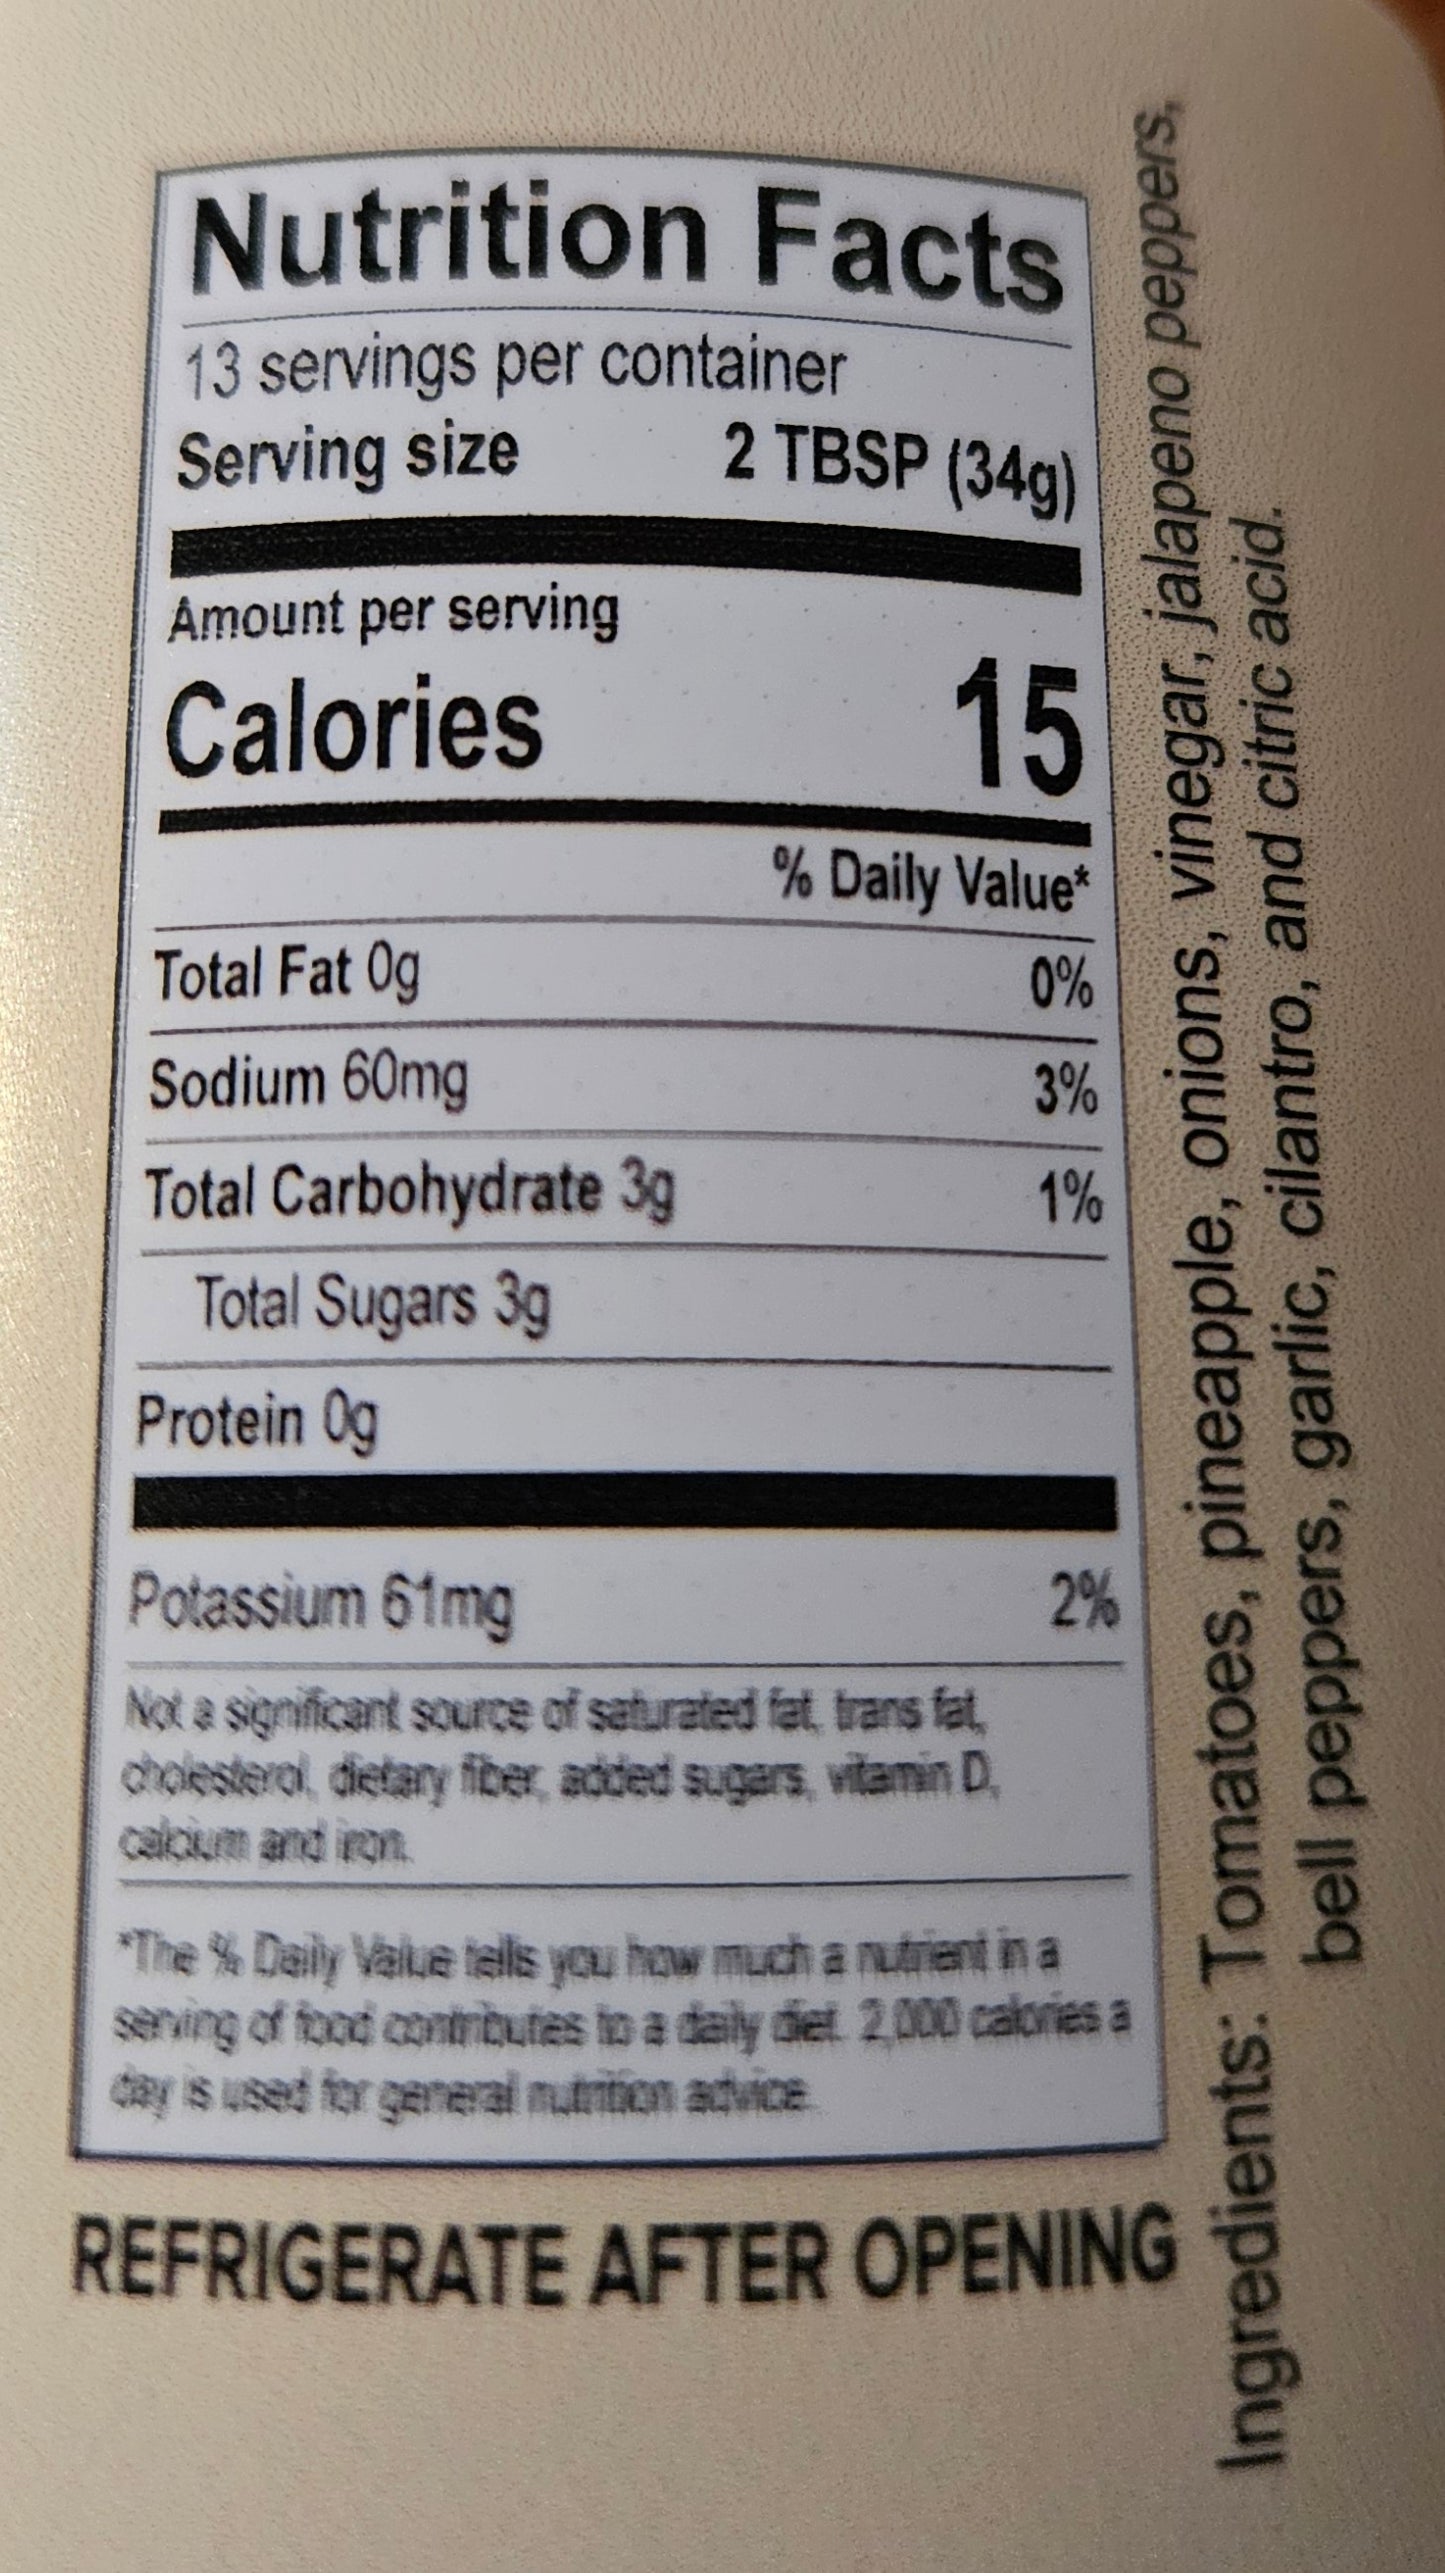 Nutrition Facts
13 servings per container
Serving size 2 TBSP (34g)
Amount per serving
Calories 15
% Daily Value*
Total Fat 0g 0%
Sodium 60mg 3%
Total Carbohydrate 3g 1%
Total Sugars 3g
Protein 0g
Potassium 61mg 2%
Not a significant source of saturated fat, trans fat,
cholesterol, dietary fiber, added sugars, vitamin D,
calcium and iron.
*The % Daily Value tells you how much a nutrient in a
serving of food contributes to a daily diet. 2,000 calories a
day is used for general nutrition advice.
REFRIGERATE AFTER OPENING
Ingredients: Tomatoes, pineapple, onions, vinegar, jalapeno peppers,
bell peppers, garlic, cilantro, and citric acid.